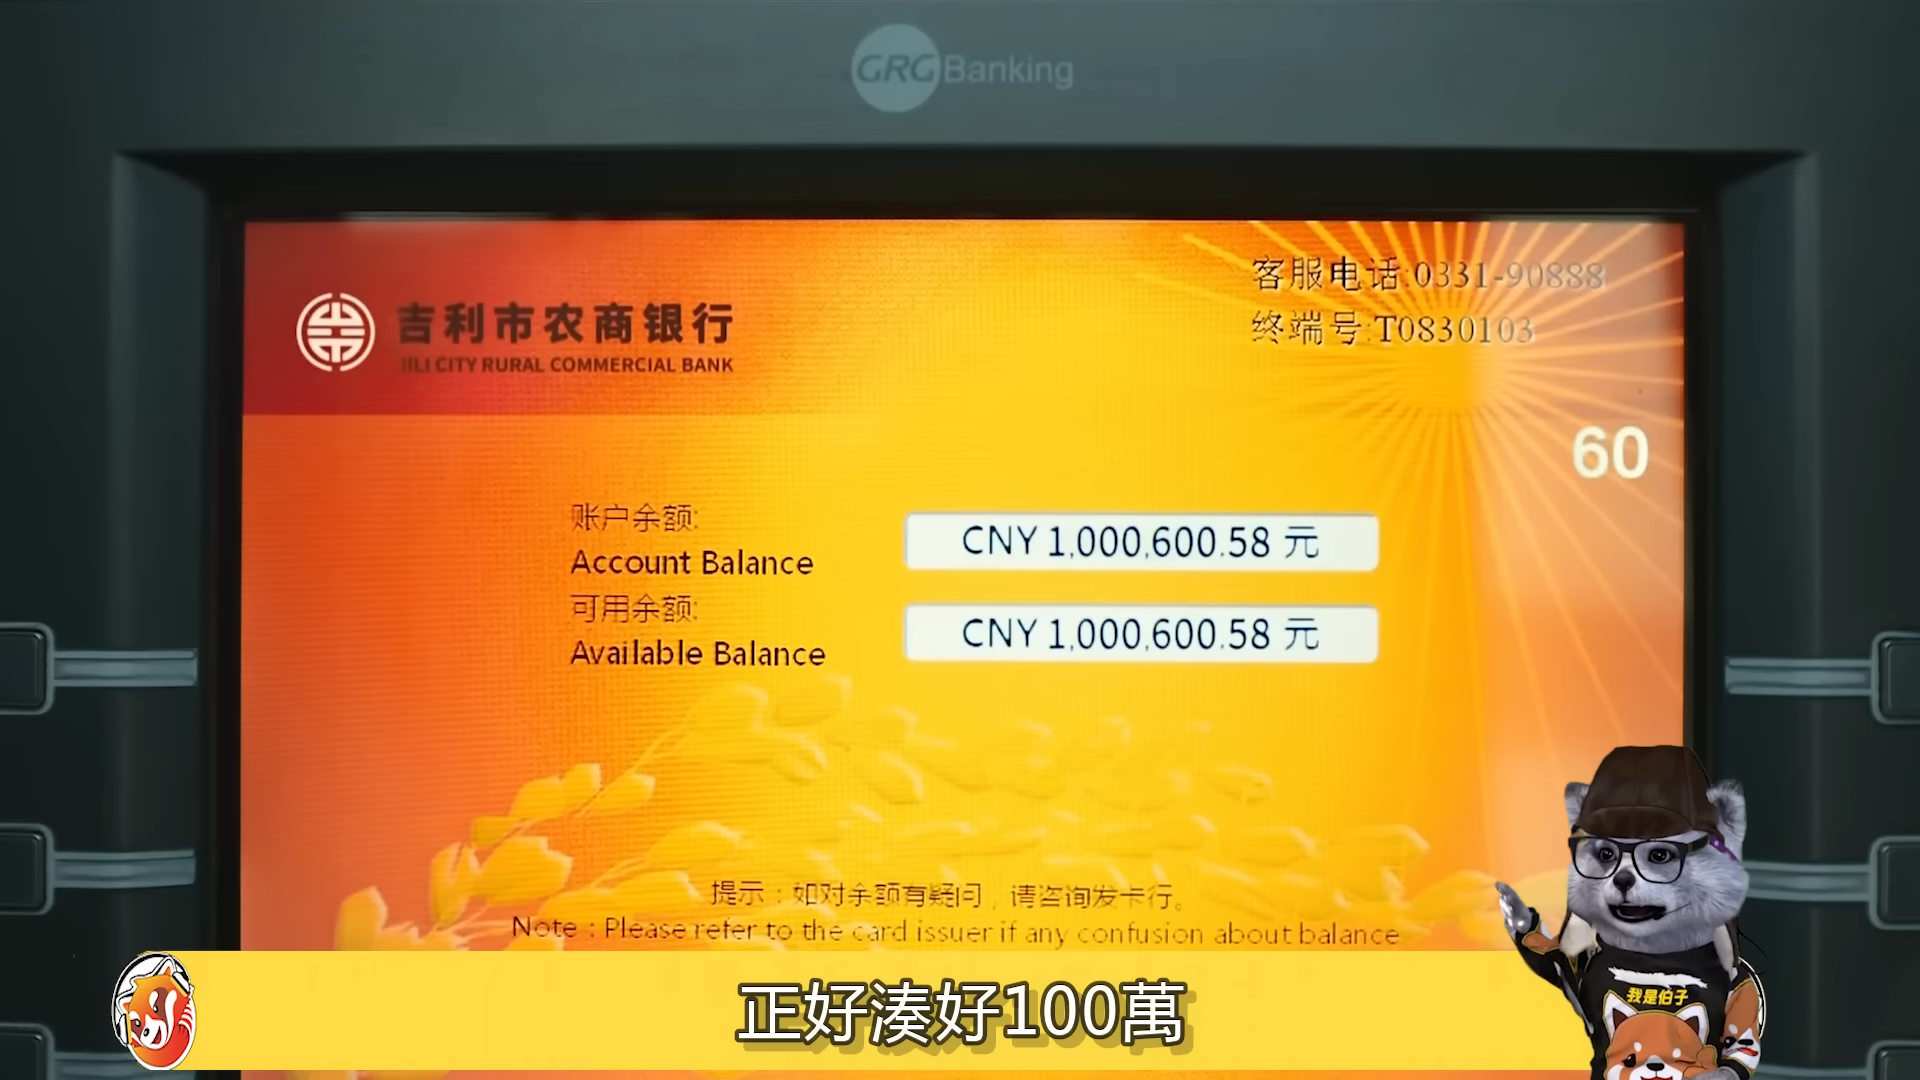 GRG Banking
客服电话:0331-90888
终端号:T0830103
吉利市农商银行
JILI CITY RURAL COMMERCIAL BANK
60
账户余额:
CNY 1,000,600.58 元
Account Balance
可用余额:
CNY 1,000,600.58 元
Available Balance
提示：如对余额有疑问，请咨询发卡行。
Note : Please refer to the card issuer if any confusion about balance
正好湊好100萬
我是伯子